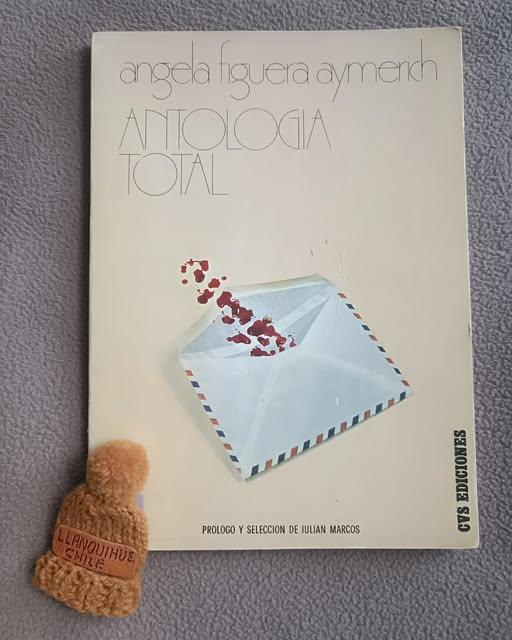 angela figuera aymerich
ANTOLOGIA
TOTAL
CVS EDICIONES
PROLOGO Y SELECCION DE JULIAN MARCOS
LLANQUIHUE
CHILE